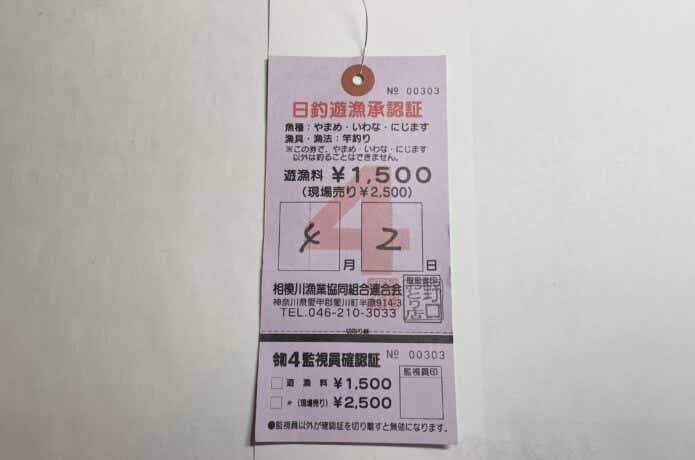 № 00303
日釣遊漁承認証
魚種：やまめ・いわな・にじます
漁具・漁法：竿釣り
※この券で、やまめ・いわな・にじます
以外は釣ることはできません。
遊漁料 ¥1,500
(現場売り¥2,500)
4
4 月 2 日
相模川漁業協同組合連合会
神奈川県愛甲郡愛川町半原914-3
TEL.046-210-3033
切取り線
令和4監視員確認証 № 00303
遊漁料 ¥1,500
監視員印
〃 (現場売り) ¥2,500
●監視員以外が確認証を切り離すと無効になります。